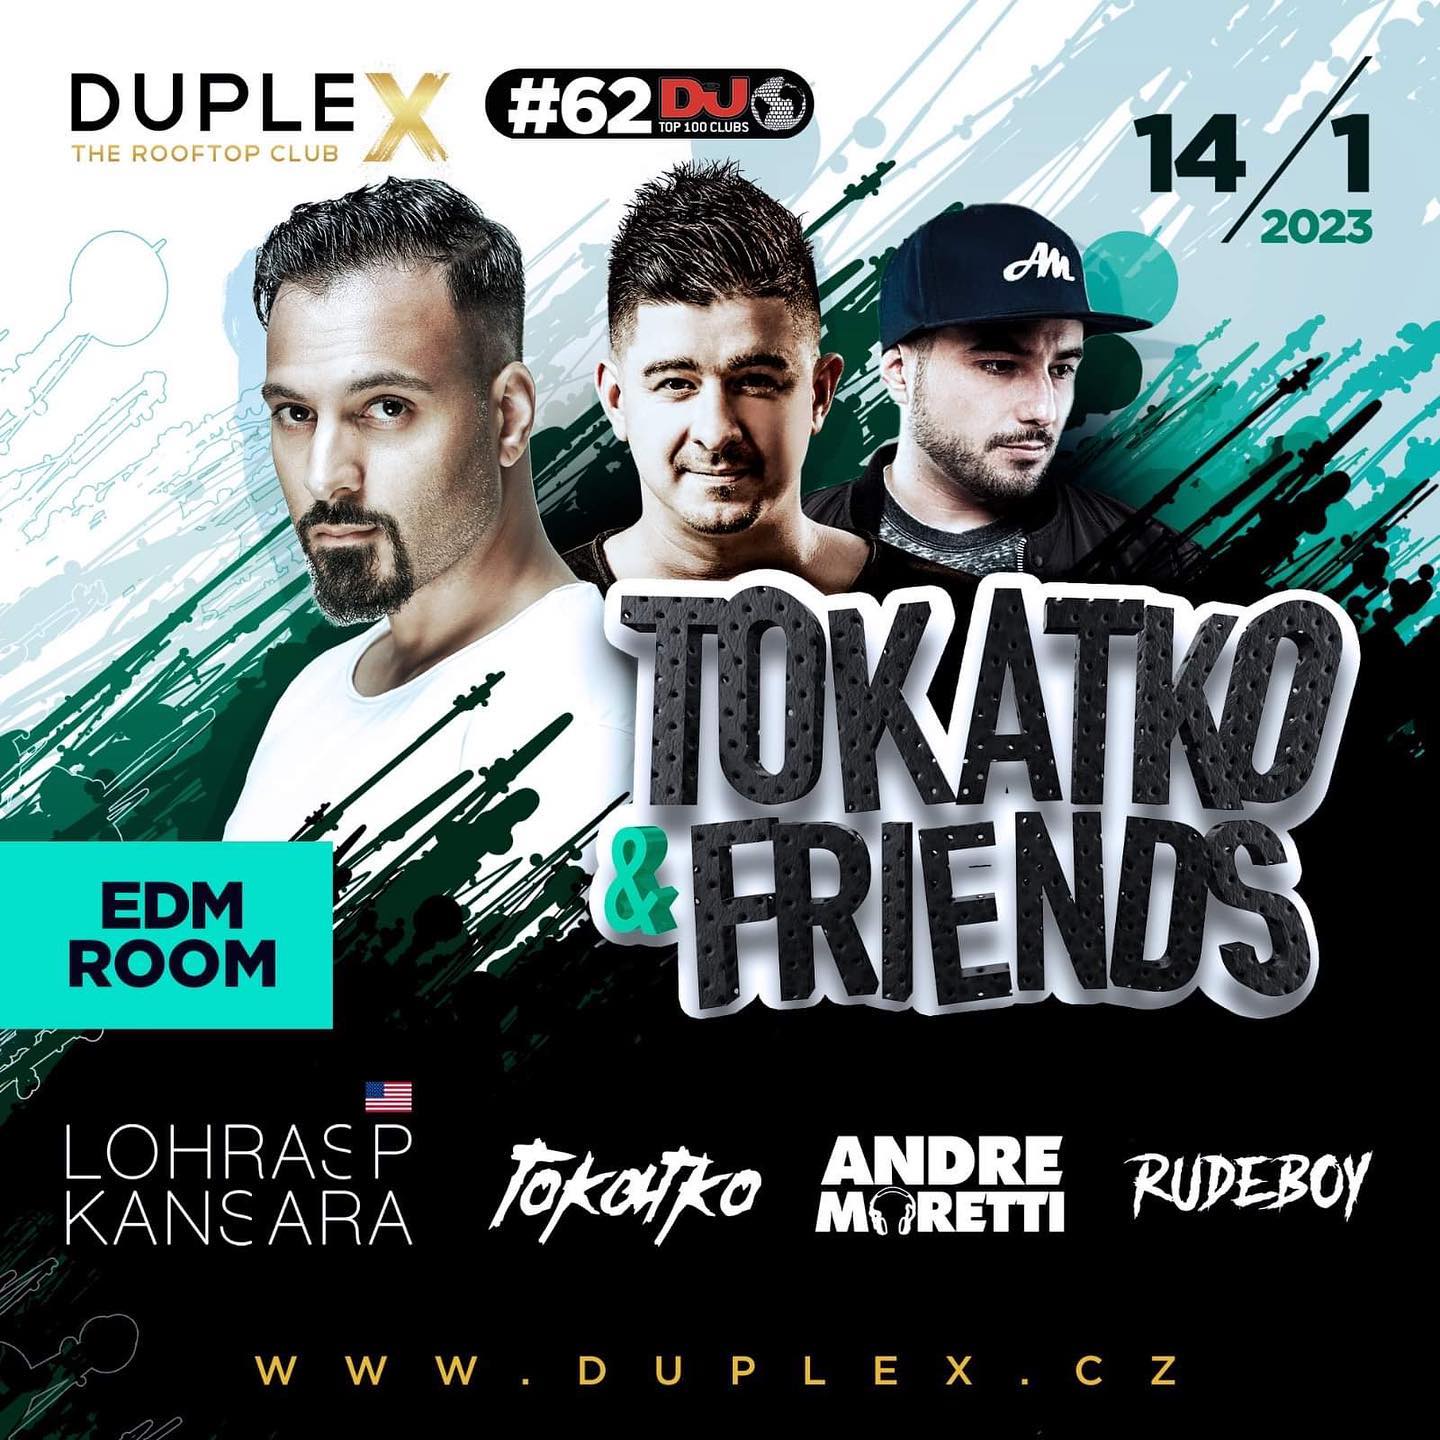 DUPLEX
THE ROOFTOP CLUB
#62 DJ
TOP 100 CLUBS
14/1
2023
AM
TOKATKO
& FRIENDS
EDM
ROOM
LOHRASP
KANSARA
TOKATKO
ANDRE
MORETTI
RUDEBOY
WWW.DUPLEX.CZ